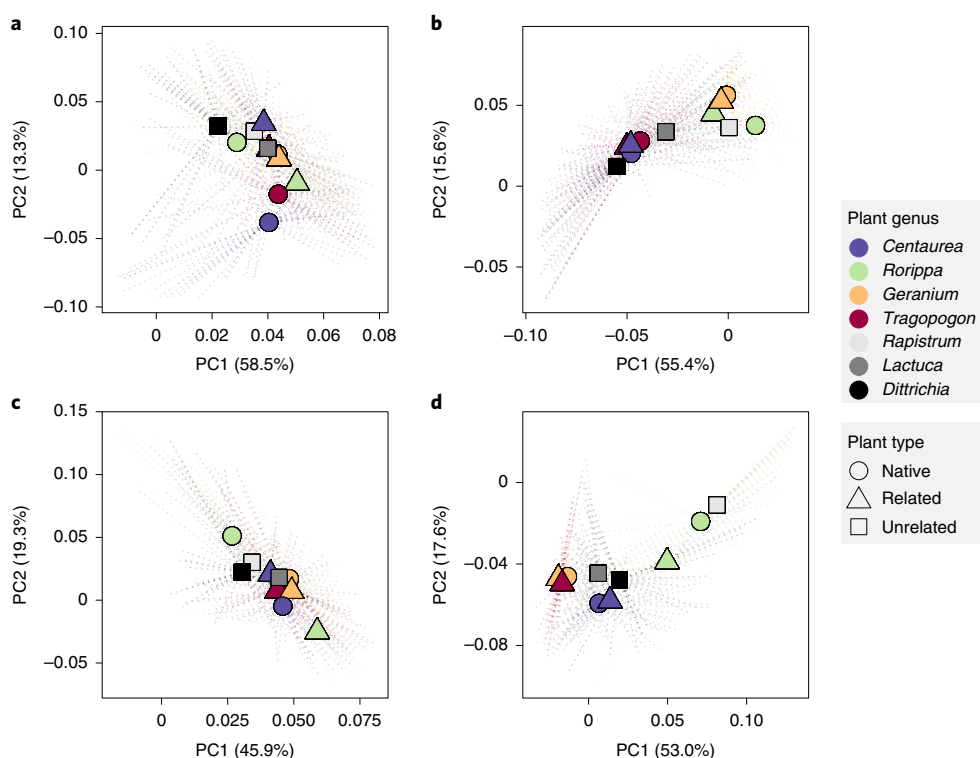 a
0.10
0.05
0
–0.05
–0.10
PC2 (13.3%)
0
0.02
0.04
0.06
0.08
PC1 (58.5%)
b
0.05
0
–0.05
PC2 (15.6%)
–0.10
–0.05
0
PC1 (55.4%)
c
0.15
0.10
0.05
0
–0.05
PC2 (19.3%)
0
0.025
0.050
0.075
PC1 (45.9%)
d
0
–0.04
–0.08
PC2 (17.6%)
0
0.05
0.10
PC1 (53.0%)
Plant genus
Centaurea
Rorippa
Geranium
Tragopogon
Rapistrum
Lactuca
Dittrichia
Plant type
Native
Related
Unrelated